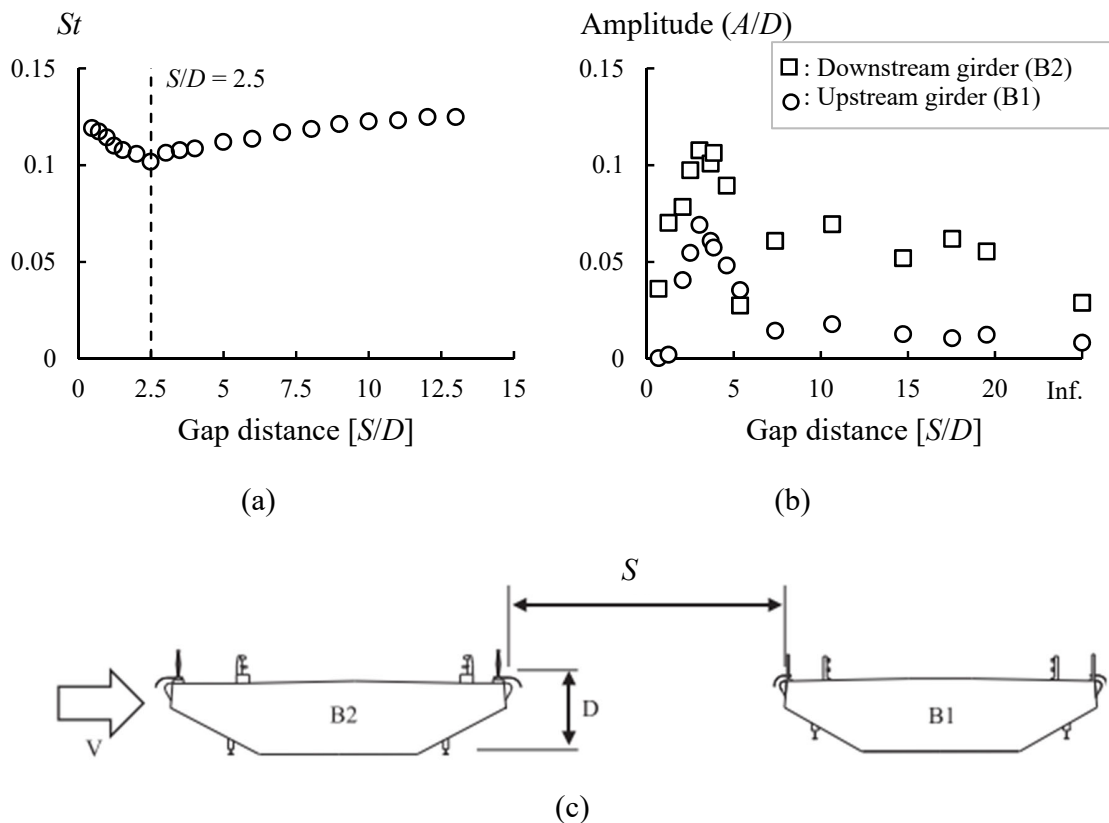 St
0.15
0.1
0.05
0
S/D = 2.5
0 2.5 5 7.5 10 12.5 15
Gap distance [S/D]
(a)
Amplitude (A/D)
: Downstream girder (B2)
: Upstream girder (B1)
0.15
0.1
0.05
0
0 5 10 15 20 Inf.
Gap distance [S/D]
(b)
S
B2
D
B1
V
(c)